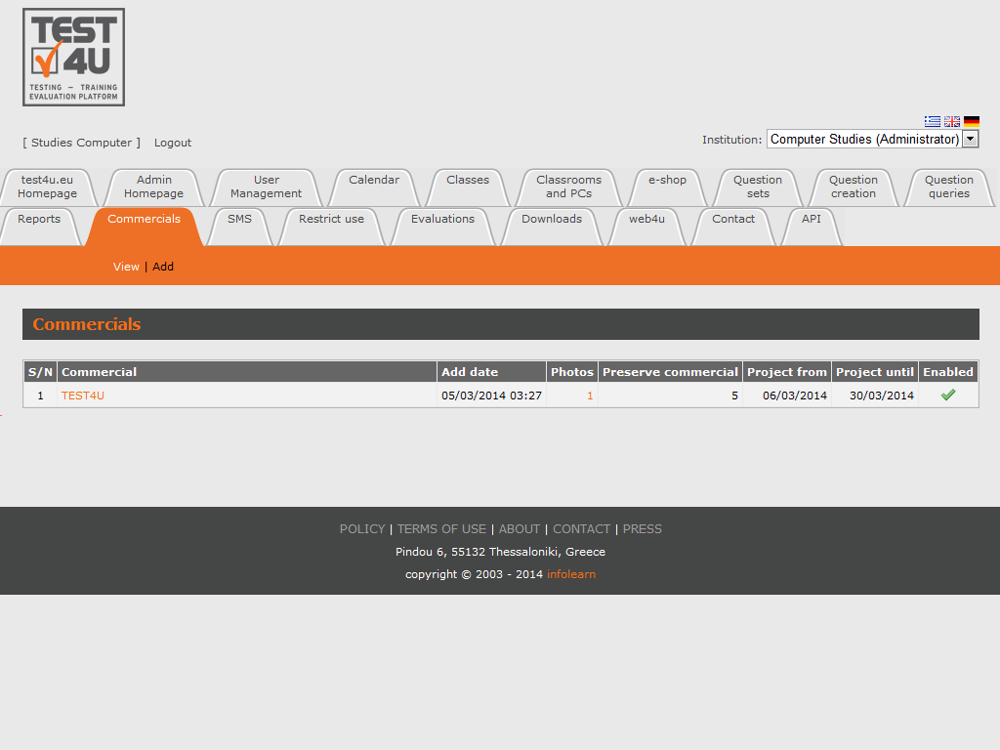 TEST
4U
TESTING – TRAINING
EVALUATION PLATFORM
[ Studies Computer ] Logout
Institution: Computer Studies (Administrator)
test4u.eu Homepage
Admin Homepage
User Management
Calendar
Classes
Classrooms and PCs
e-shop
Question sets
Question creation
Question queries
Reports
Commercials
SMS
Restrict use
Evaluations
Downloads
web4u
Contact
API
View | Add
Commercials
S/N Commercial Add date Photos Preserve commercial Project from Project until Enabled
1 TEST4U 05/03/2014 03:27 1 5 06/03/2014 30/03/2014
POLICY | TERMS OF USE | ABOUT | CONTACT | PRESS
Pindou 6, 55132 Thessaloniki, Greece
copyright © 2003 - 2014 infolearn